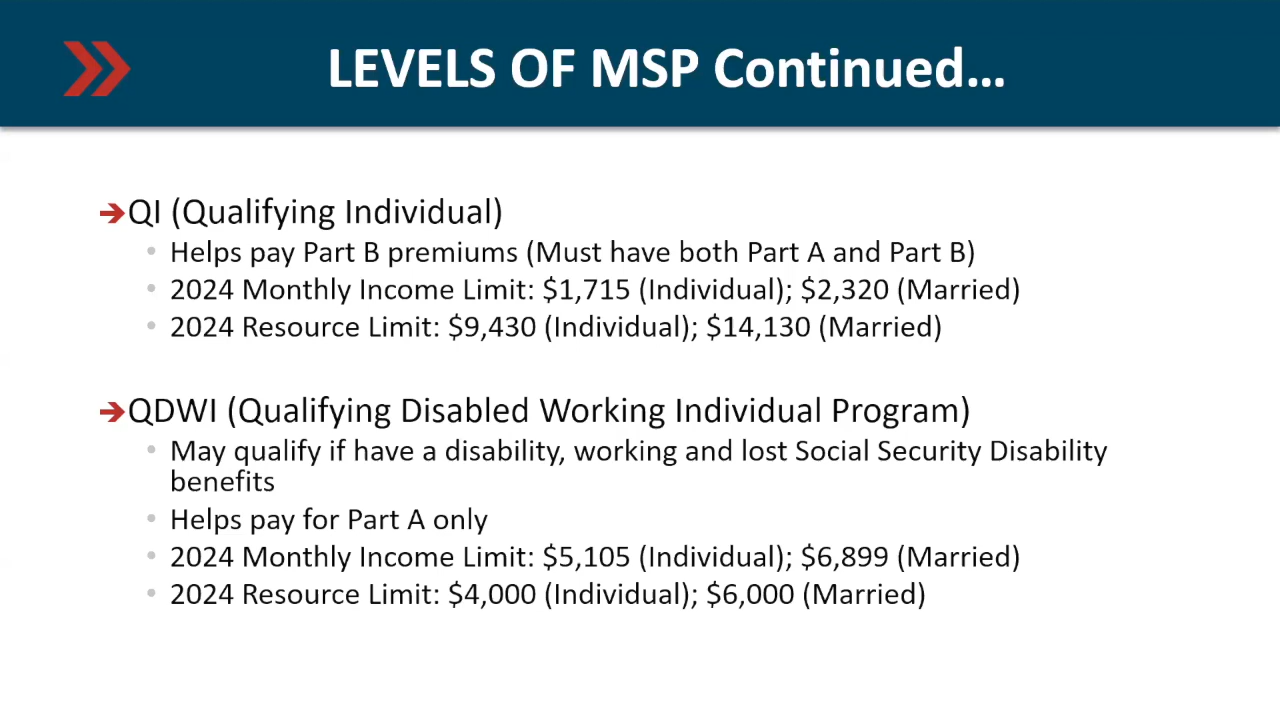 LEVELS OF MSP Continued…
➔QI (Qualifying Individual)
• Helps pay Part B premiums (Must have both Part A and Part B)
• 2024 Monthly Income Limit: $1,715 (Individual); $2,320 (Married)
• 2024 Resource Limit: $9,430 (Individual); $14,130 (Married)
➔QDWI (Qualifying Disabled Working Individual Program)
• May qualify if have a disability, working and lost Social Security Disability
benefits
• Helps pay for Part A only
• 2024 Monthly Income Limit: $5,105 (Individual); $6,899 (Married)
• 2024 Resource Limit: $4,000 (Individual); $6,000 (Married)